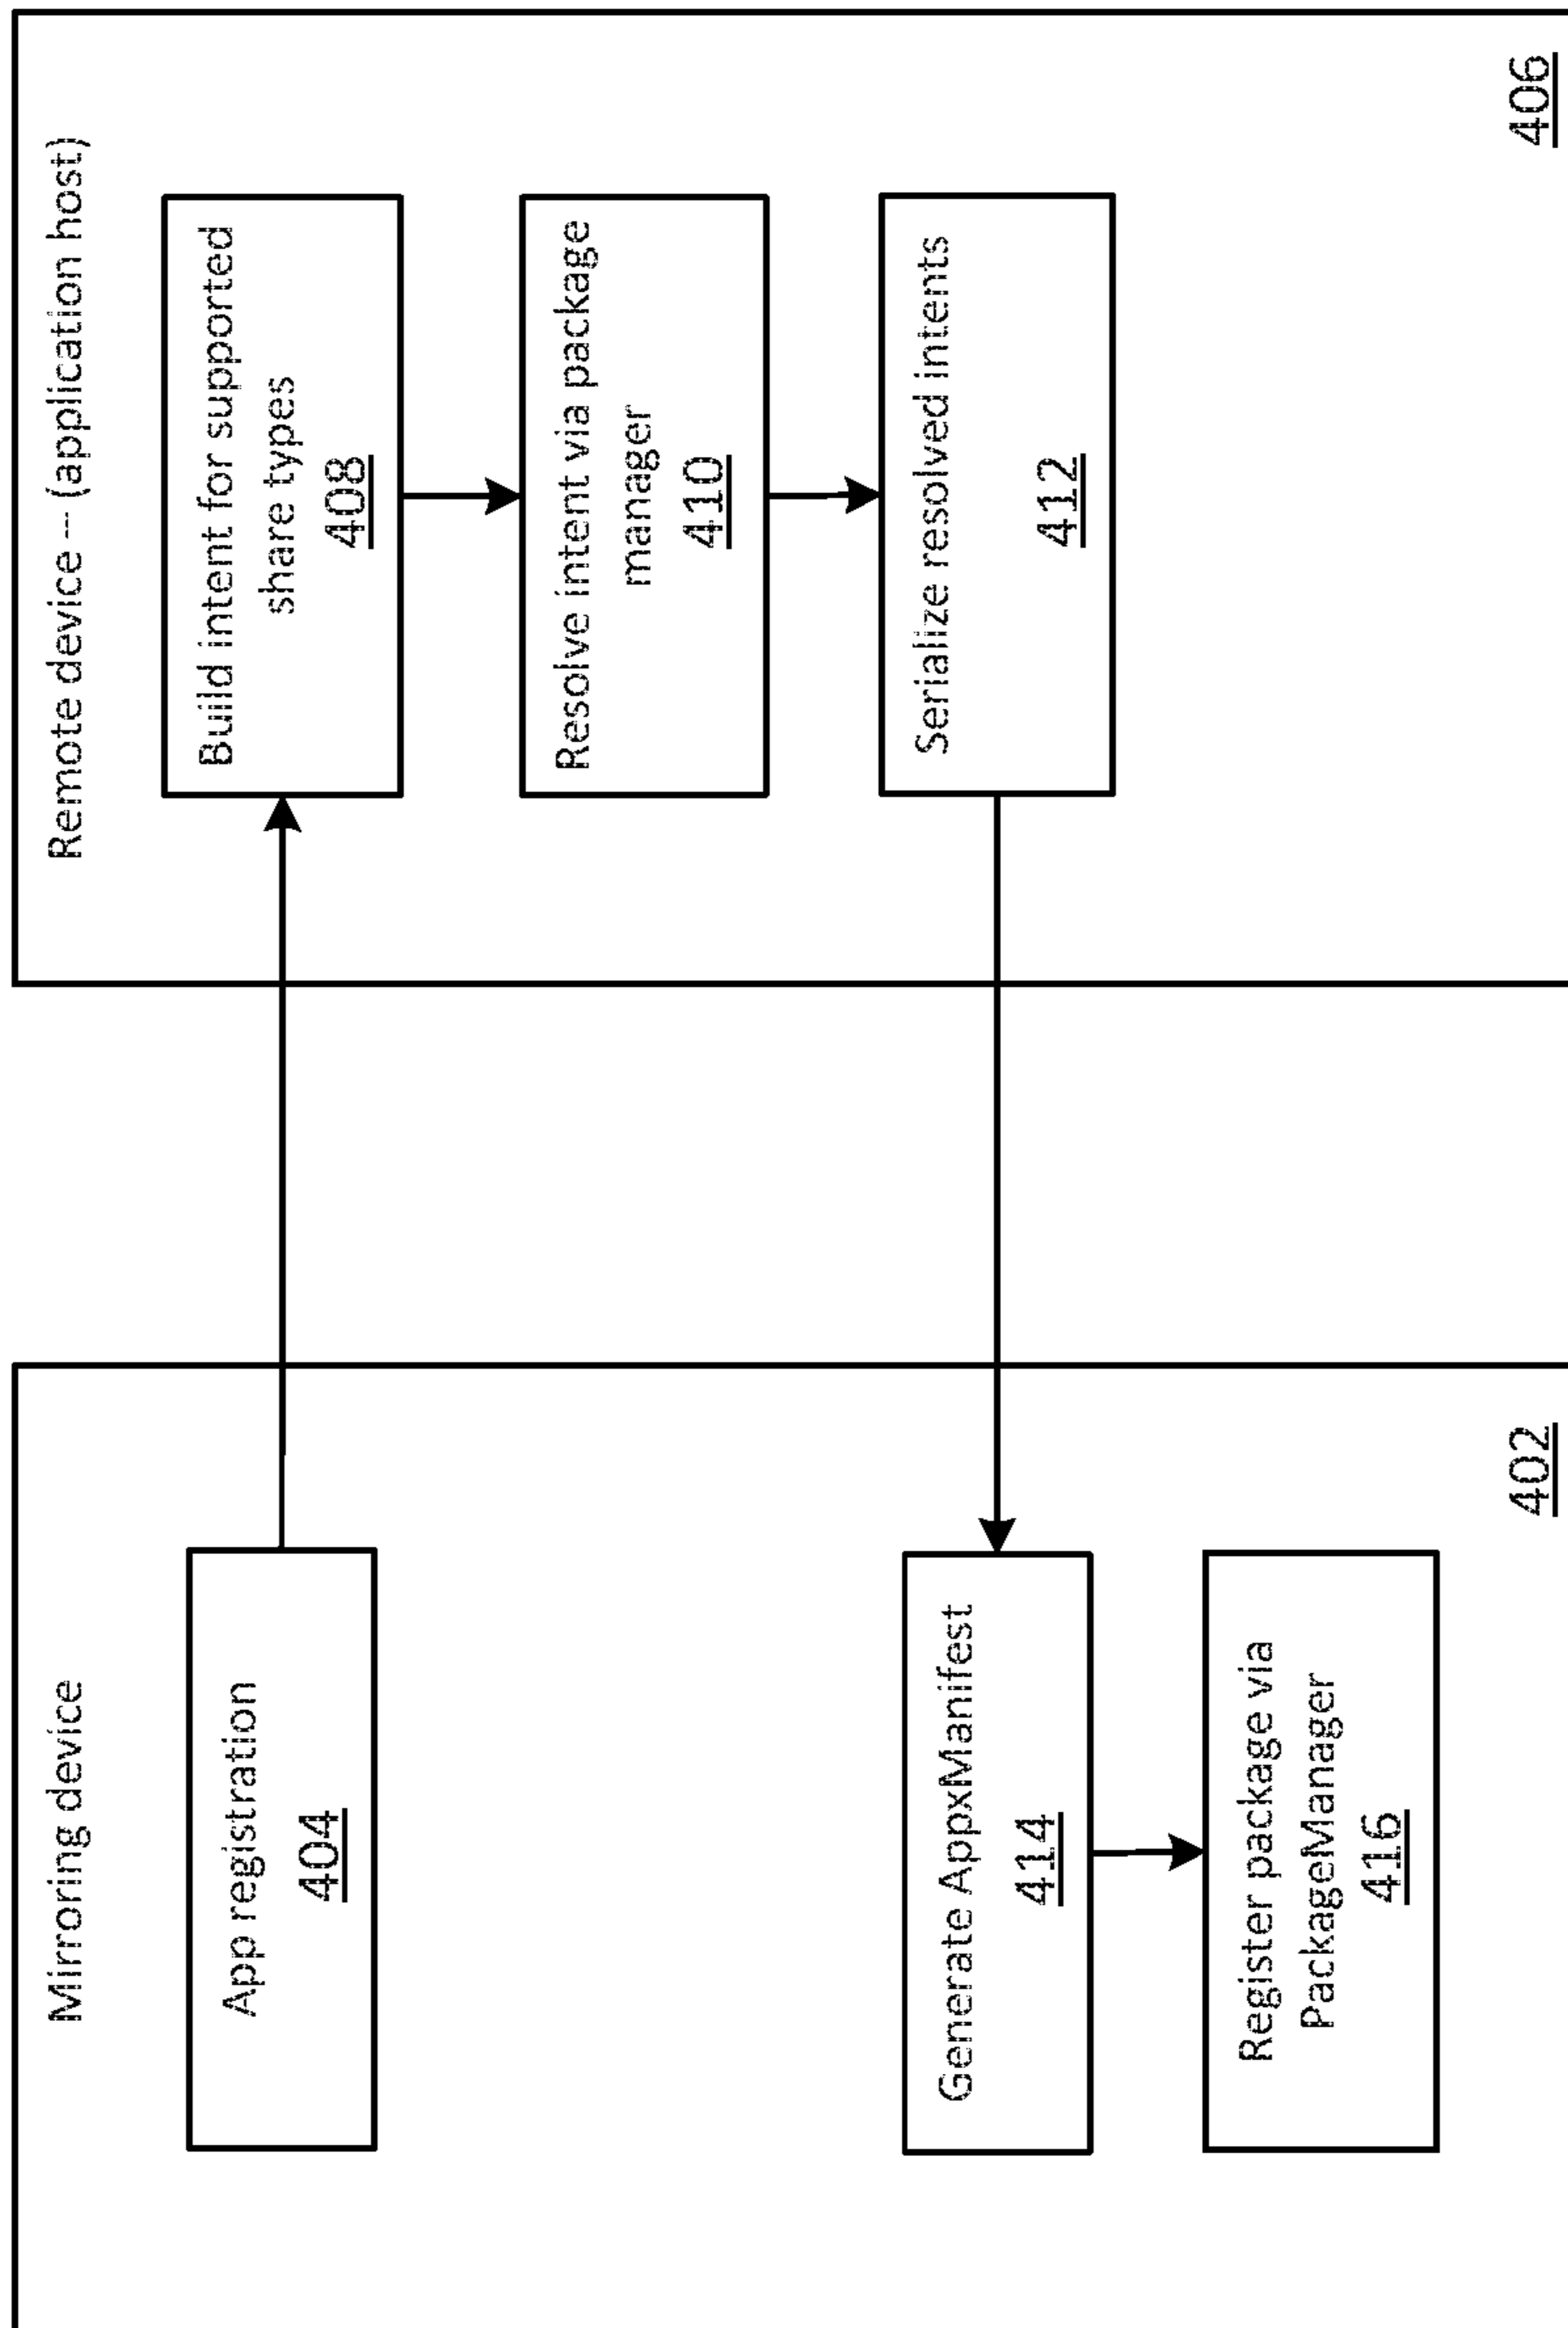 Mirroring device
App registration
404
Generate AppxManifest
414
Register package via
PackageManager
416
402
Remote device -- (application host)
Build intent for supported
share types
408
Resolve intent via package
manager
410
Serialize resolved intents
412
406